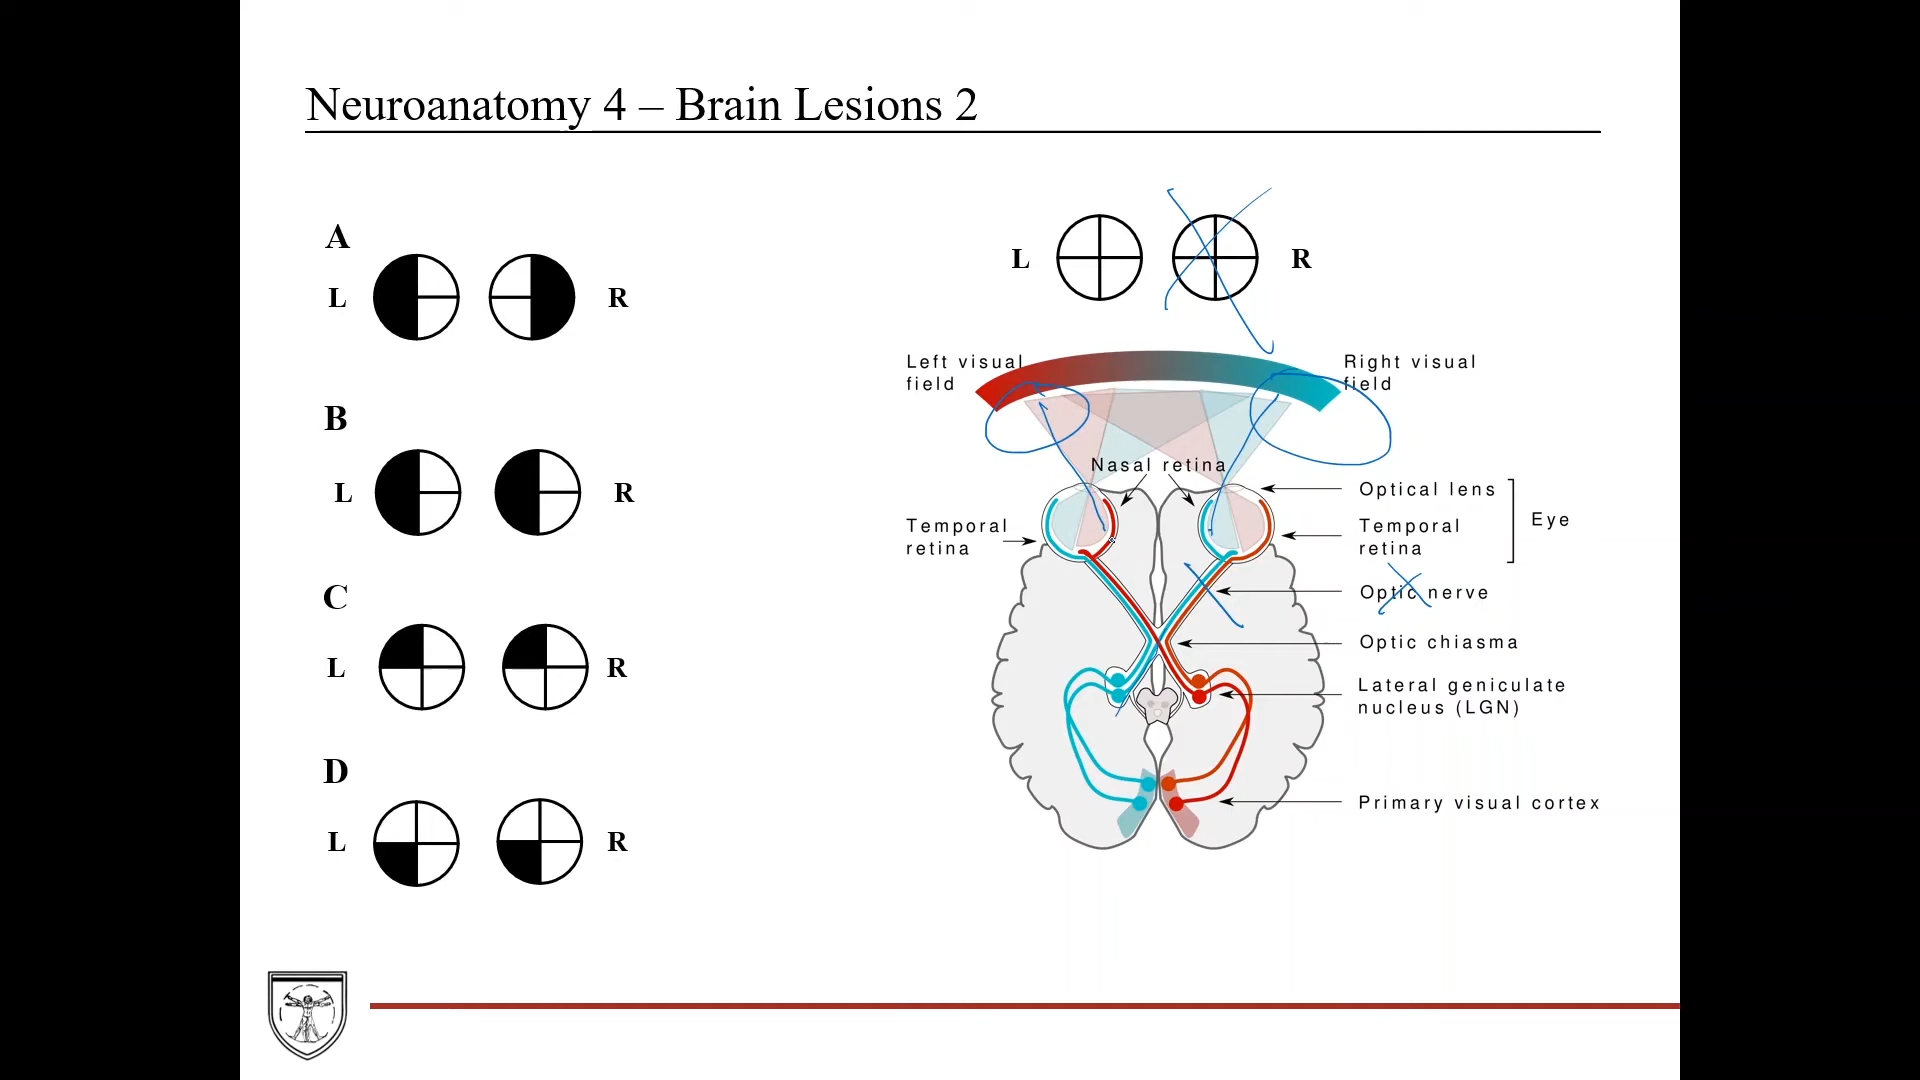 Neuroanatomy 4 – Brain Lesions 2
A
L R
B
L R
C
L R
D
L R
L R
Left visual
field
Right visual
field
Nasal retina
Temporal
retina
Optical lens
Temporal
retina
Eye
Optic nerve
Optic chiasma
Lateral geniculate
nucleus (LGN)
Primary visual cortex